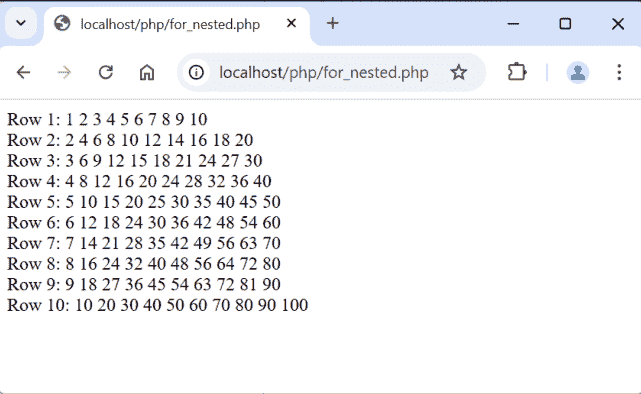 localhost/php/for_nested.php
localhost/php/for_nested.php
Row 1: 1 2 3 4 5 6 7 8 9 10
Row 2: 2 4 6 8 10 12 14 16 18 20
Row 3: 3 6 9 12 15 18 21 24 27 30
Row 4: 4 8 12 16 20 24 28 32 36 40
Row 5: 5 10 15 20 25 30 35 40 45 50
Row 6: 6 12 18 24 30 36 42 48 54 60
Row 7: 7 14 21 28 35 42 49 56 63 70
Row 8: 8 16 24 32 40 48 56 64 72 80
Row 9: 9 18 27 36 45 54 63 72 81 90
Row 10: 10 20 30 40 50 60 70 80 90 100